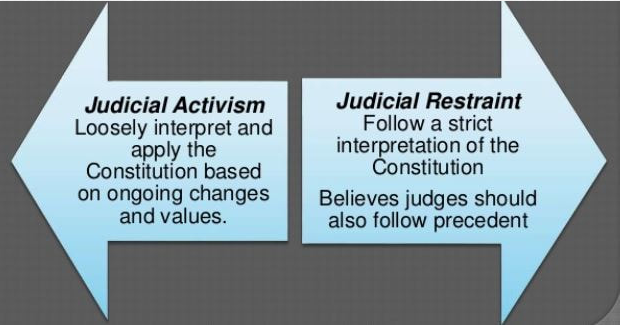 Judicial Activism
Loosely interpret and
apply the
Constitution based
on ongoing changes
and values.
Judicial Restraint
Follow a strict
interpretation of the
Constitution
Believes judges should
also follow precedent